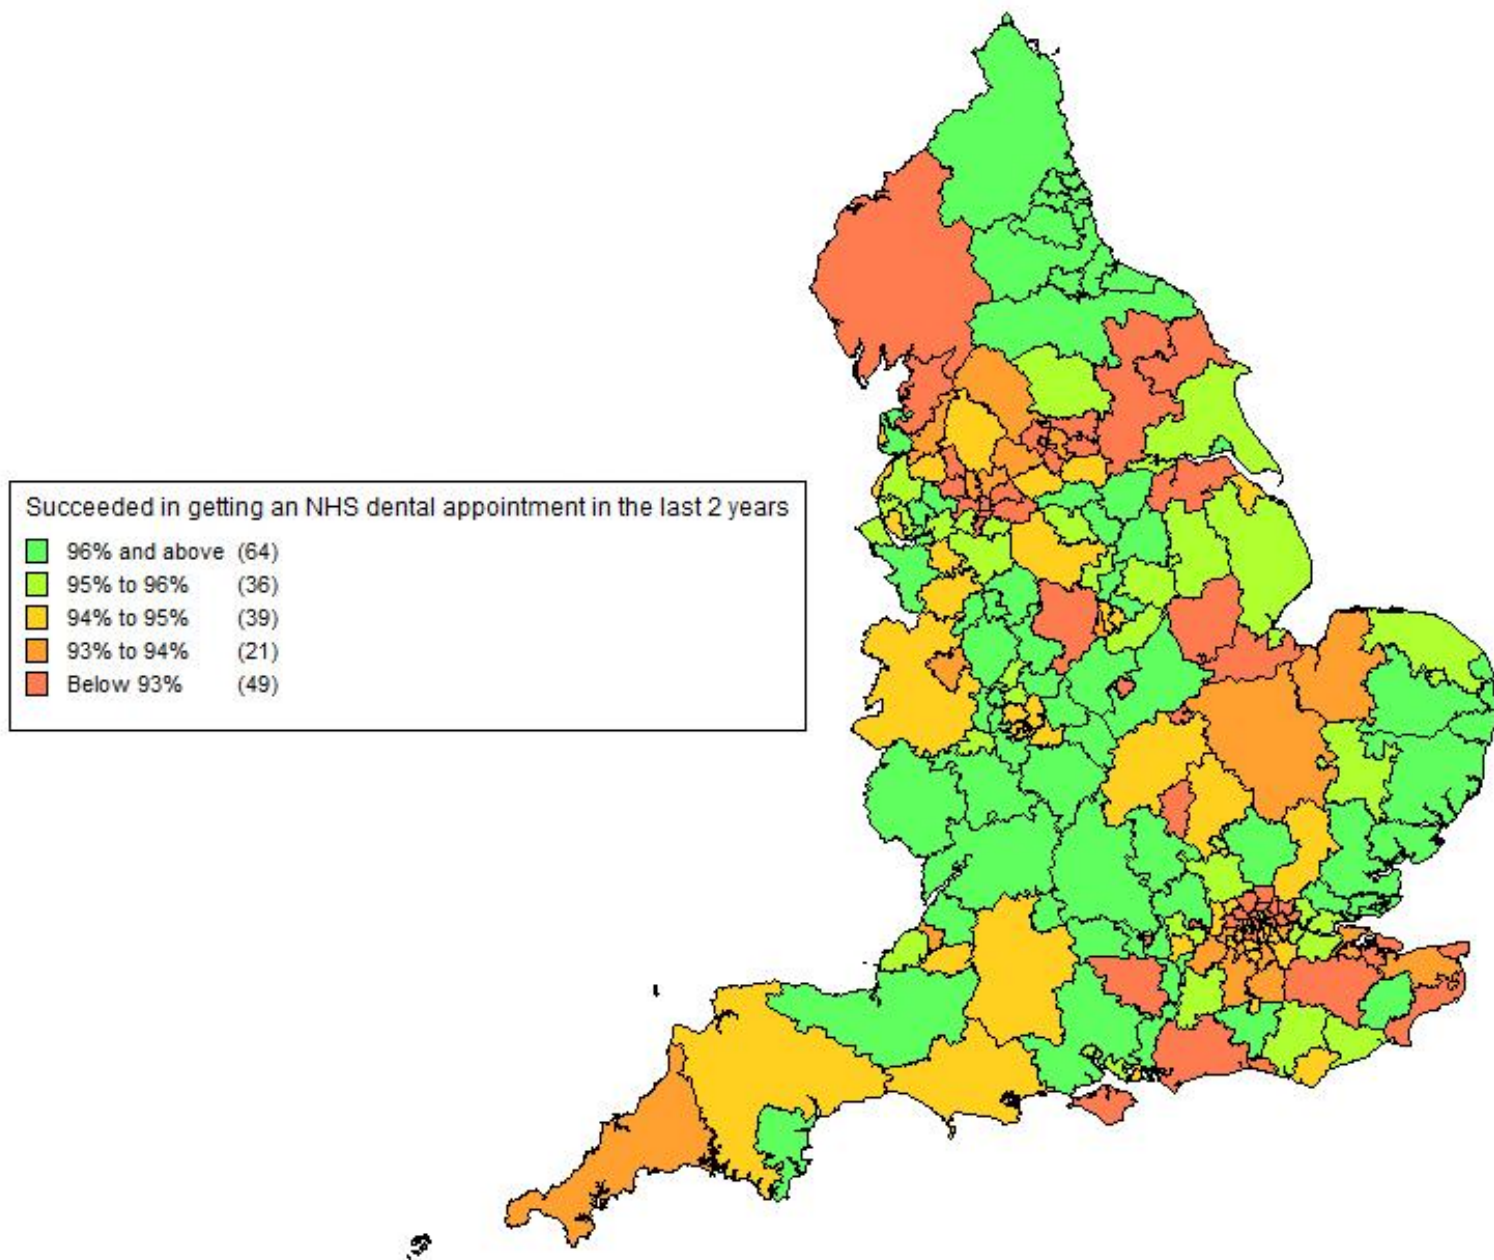 Succeeded in getting an NHS dental appointment in the last 2 years
96% and above (64)
95% to 96% (36)
94% to 95% (39)
93% to 94% (21)
Below 93% (49)